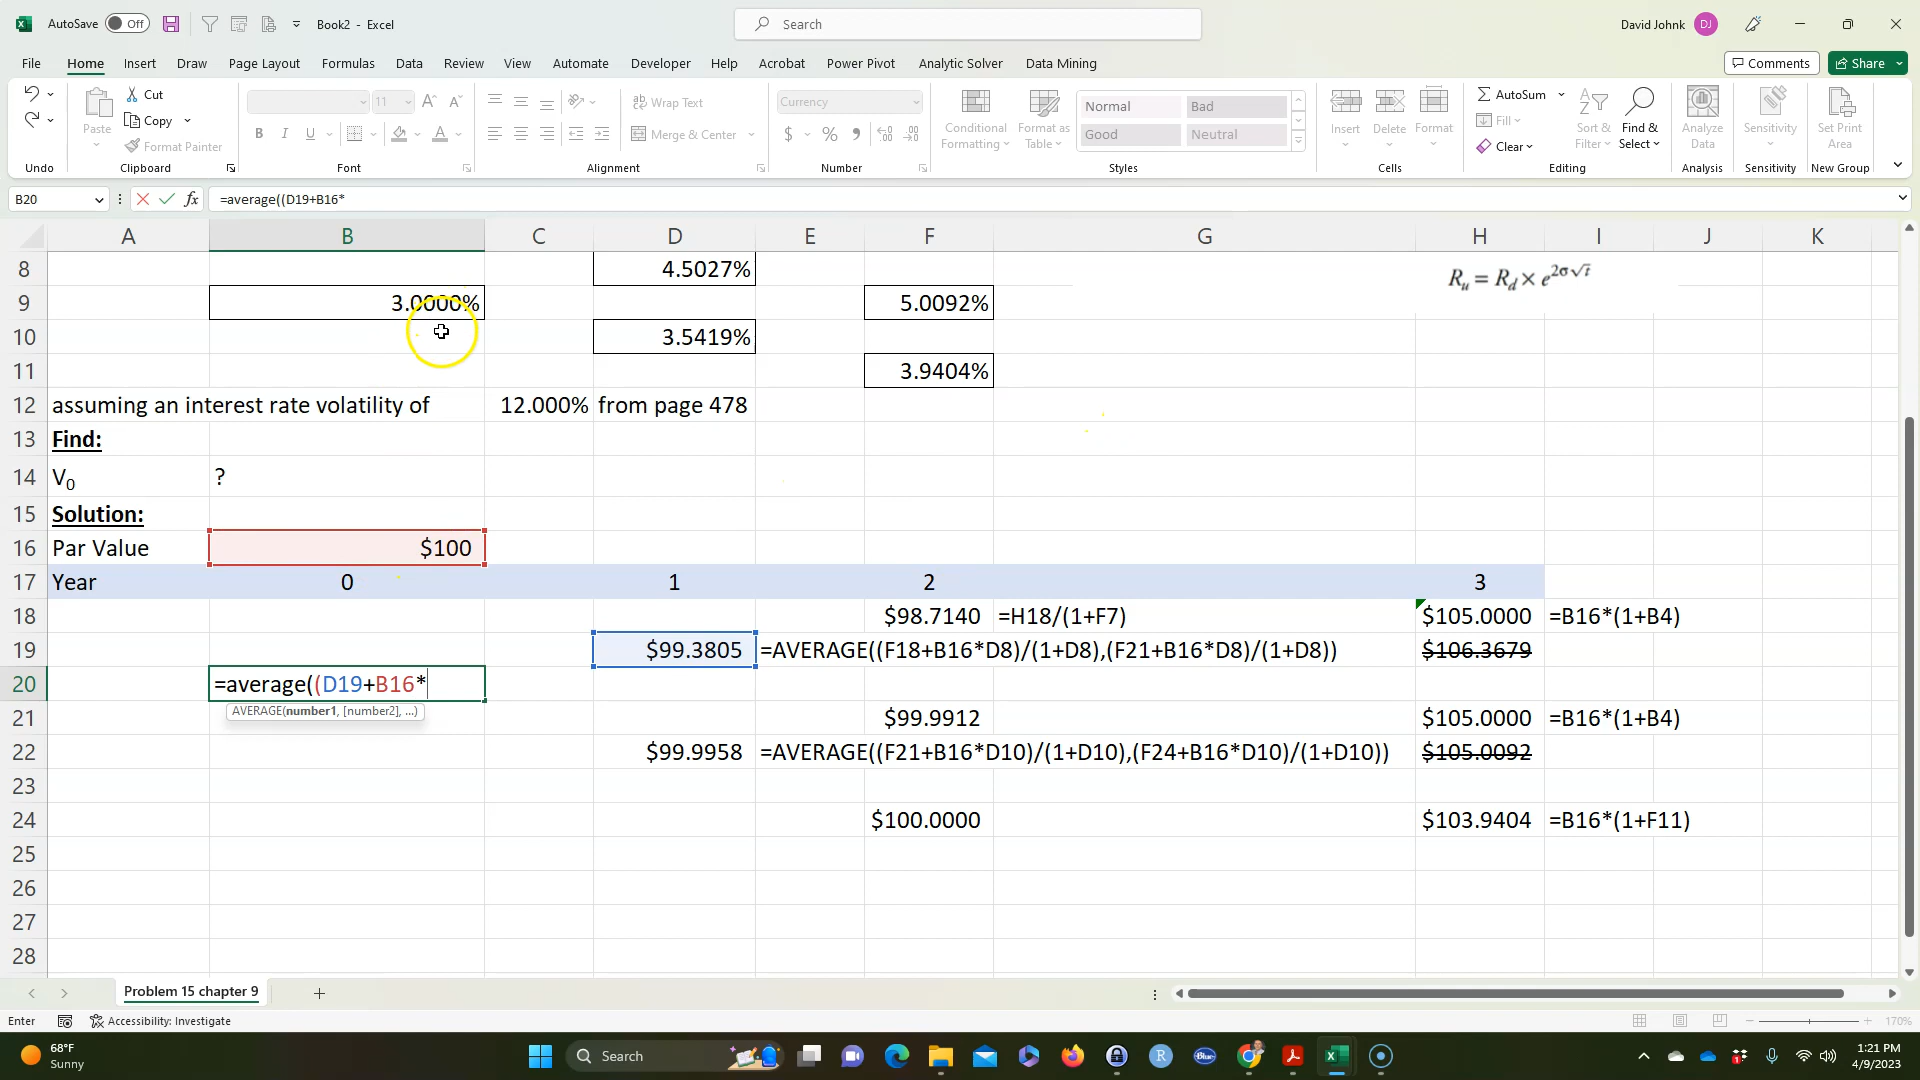 AutoSave Off Book2 - Excel Search David Johnk DJ
File Home Insert Draw Page Layout Formulas Data Review View Automate Developer Help Acrobat Power Pivot Analytic Solver Data Mining Comments Share
Undo Paste Cut Copy Format Painter Clipboard
11 B I U A Font
Wrap Text Merge & Center Alignment
Currency $ % , Number
Conditional Formatting Format as Table Normal Bad Good Neutral Styles
Insert Delete Format Cells
AutoSum Fill Clear Sort & Filter Find & Select Editing
Analyze Data Analysis
Sensitivity Sensitivity
Set Print Area New Group
B20 fx =average((D19+B16*
A B C D E F G H I J K
8 4.5027% Ru = Rd × e^2σ√t
9 3.0000% 5.0092%
10 3.5419%
11 3.9404%
12 assuming an interest rate volatility of 12.000% from page 478
13 Find:
14 V0 ?
15 Solution:
16 Par Value $100
17 Year 0 1 2 3
18 $98.7140 =H18/(1+F7) $105.0000 =B16*(1+B4)
19 $99.3805 =AVERAGE((F18+B16*D8)/(1+D8),(F21+B16*D8)/(1+D8)) $106.3679
20 =average((D19+B16*
AVERAGE(number1, [number2], ...)
21 $99.9912 $105.0000 =B16*(1+B4)
22 $99.9958 =AVERAGE((F21+B16*D10)/(1+D10),(F24+B16*D10)/(1+D10)) $105.0092
23
24 $100.0000 $103.9404 =B16*(1+F11)
25
26
27
28
Problem 15 chapter 9
Enter Accessibility: Investigate 170%
68°F Sunny Search 1:21 PM 4/9/2023